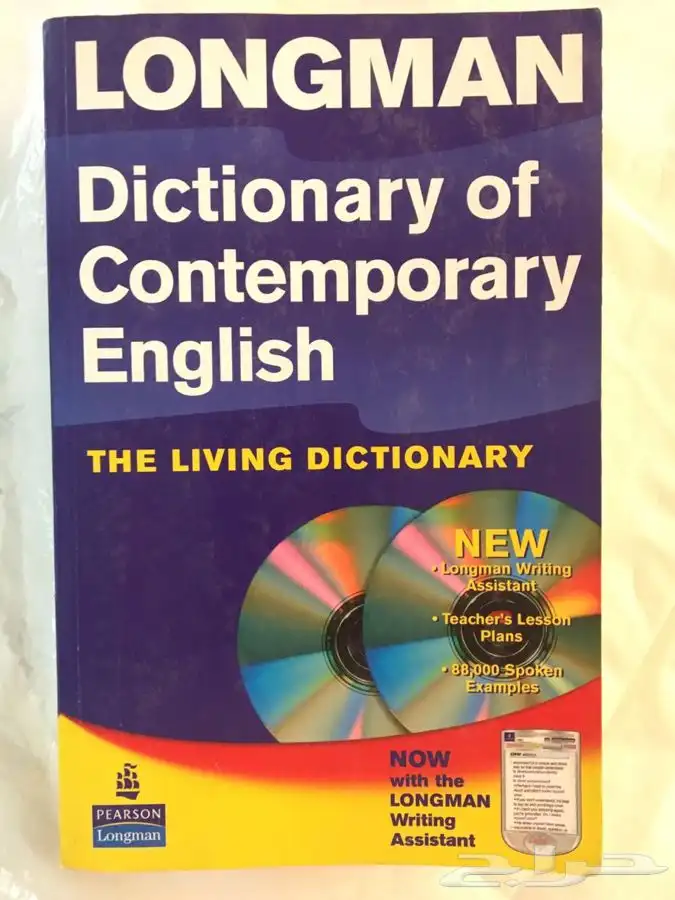 LONGMAN
Dictionary of
Contemporary
English
THE LIVING DICTIONARY
NEW
• Longman Writing
Assistant
• Teacher's Lesson
Plans
• 88,000 Spoken
Examples
NOW
with the
LONGMAN
Writing
Assistant
PEARSON
Longman
حراج